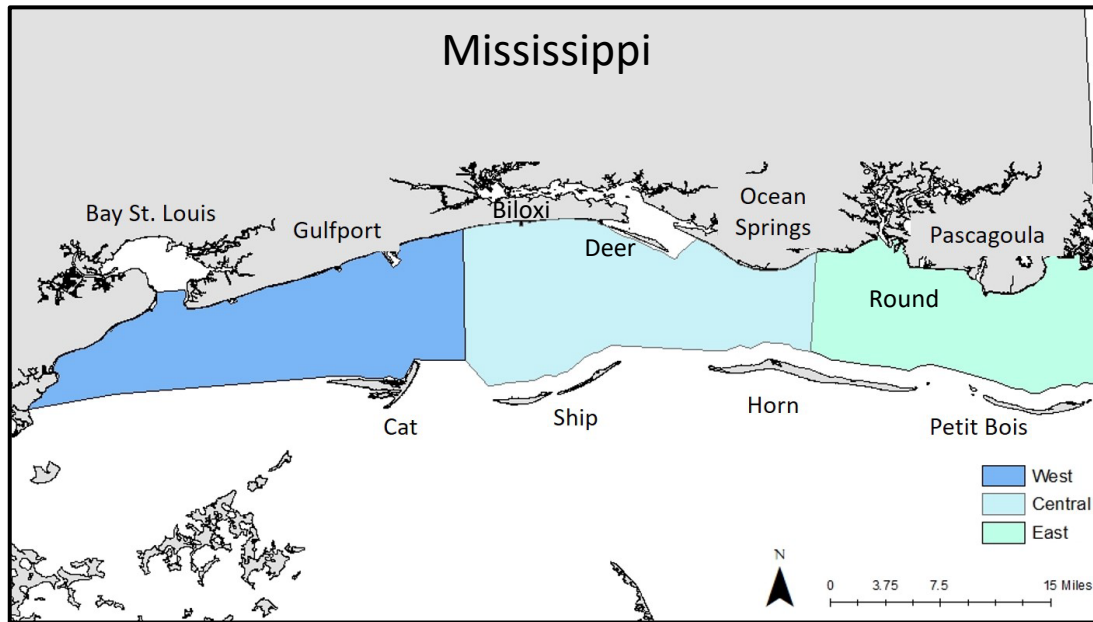 Mississippi
Bay St. Louis
Gulfport
Biloxi
Deer
Ocean
Springs
Pascagoula
Round
Cat
Ship
Horn
Petit Bois
West
Central
East
N
0 3.75 7.5 15 Miles